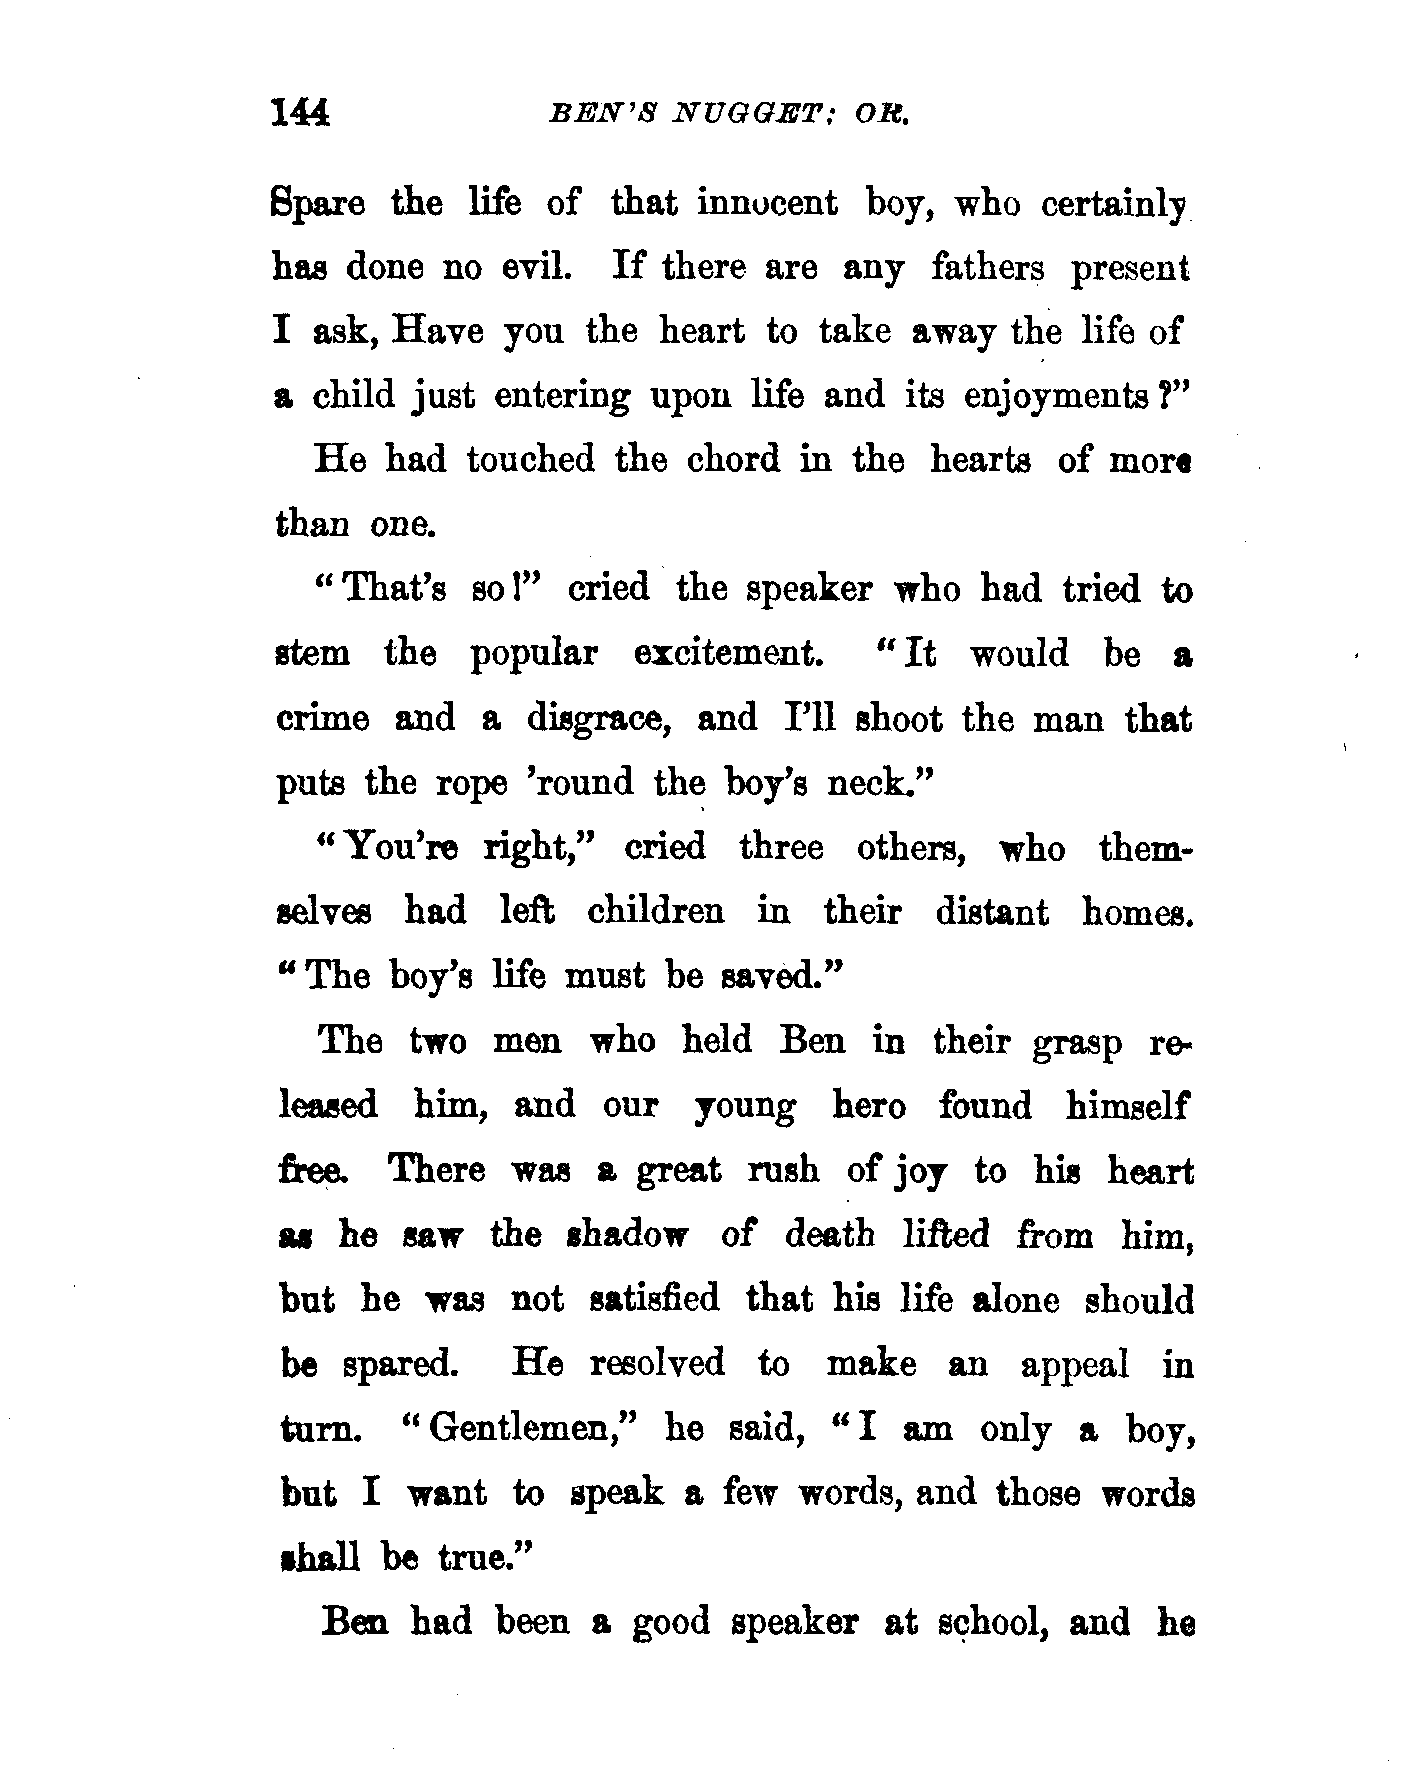 144 BEN'S NUGGET; OR,
Spare the life of that innocent boy, who certainly
has done no evil. If there are any fathers present
I ask, Have you the heart to take away the life of
a child just entering upon life and its enjoyments?"
He had touched the chord in the hearts of more
than one.
"That's so!" cried the speaker who had tried to
stem the popular excitement. "It would be a
crime and a disgrace, and I'll shoot the man that
puts the rope 'round the boy's neck."
"You're right," cried three others, who them-
selves had left children in their distant homes.
"The boy's life must be saved."
The two men who held Ben in their grasp re-
leased him, and our young hero found himself
free. There was a great rush of joy to his heart
as he saw the shadow of death lifted from him,
but he was not satisfied that his life alone should
be spared. He resolved to make an appeal in
turn. "Gentlemen," he said, "I am only a boy,
but I want to speak a few words, and those words
shall be true."
Ben had been a good speaker at school, and he